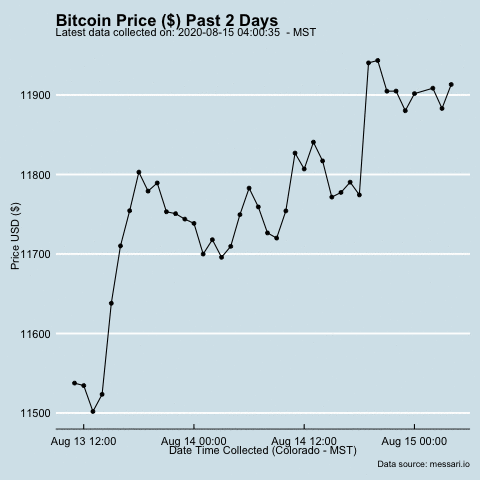 Bitcoin Price ($) Past 2 Days
Latest data collected on: 2020-08-15 04:00:35  - MST
11900
11800
11700
11600
11500
Price USD ($)
Aug 13 12:00 Aug 14 00:00 Aug 14 12:00 Aug 15 00:00
Date Time Collected (Colorado - MST)
Data source: messari.io